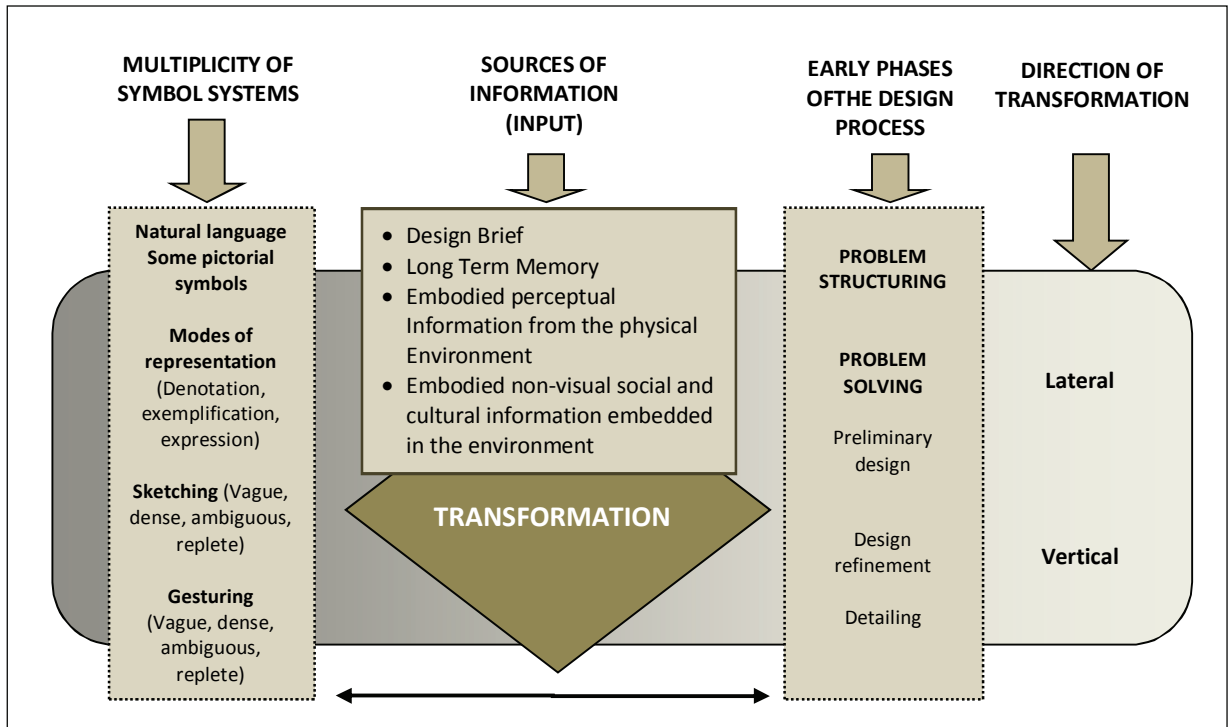 MULTIPLICITY OF
SYMBOL SYSTEMS
SOURCES OF
INFORMATION
(INPUT)
EARLY PHASES
OFTHE DESIGN
PROCESS
DIRECTION OF
TRANSFORMATION
Natural language
Some pictorial
symbols
Modes of
representation
(Denotation,
exemplification,
expression)
Sketching (Vague,
dense, ambiguous,
replete)
Gesturing
(Vague, dense,
ambiguous,
replete)
• Design Brief
• Long Term Memory
• Embodied perceptual
Information from the physical
Environment
• Embodied non-visual social and
cultural information embedded
in the environment
TRANSFORMATION
PROBLEM
STRUCTURING
PROBLEM
SOLVING
Preliminary
design
Design
refinement
Detailing
Lateral
Vertical